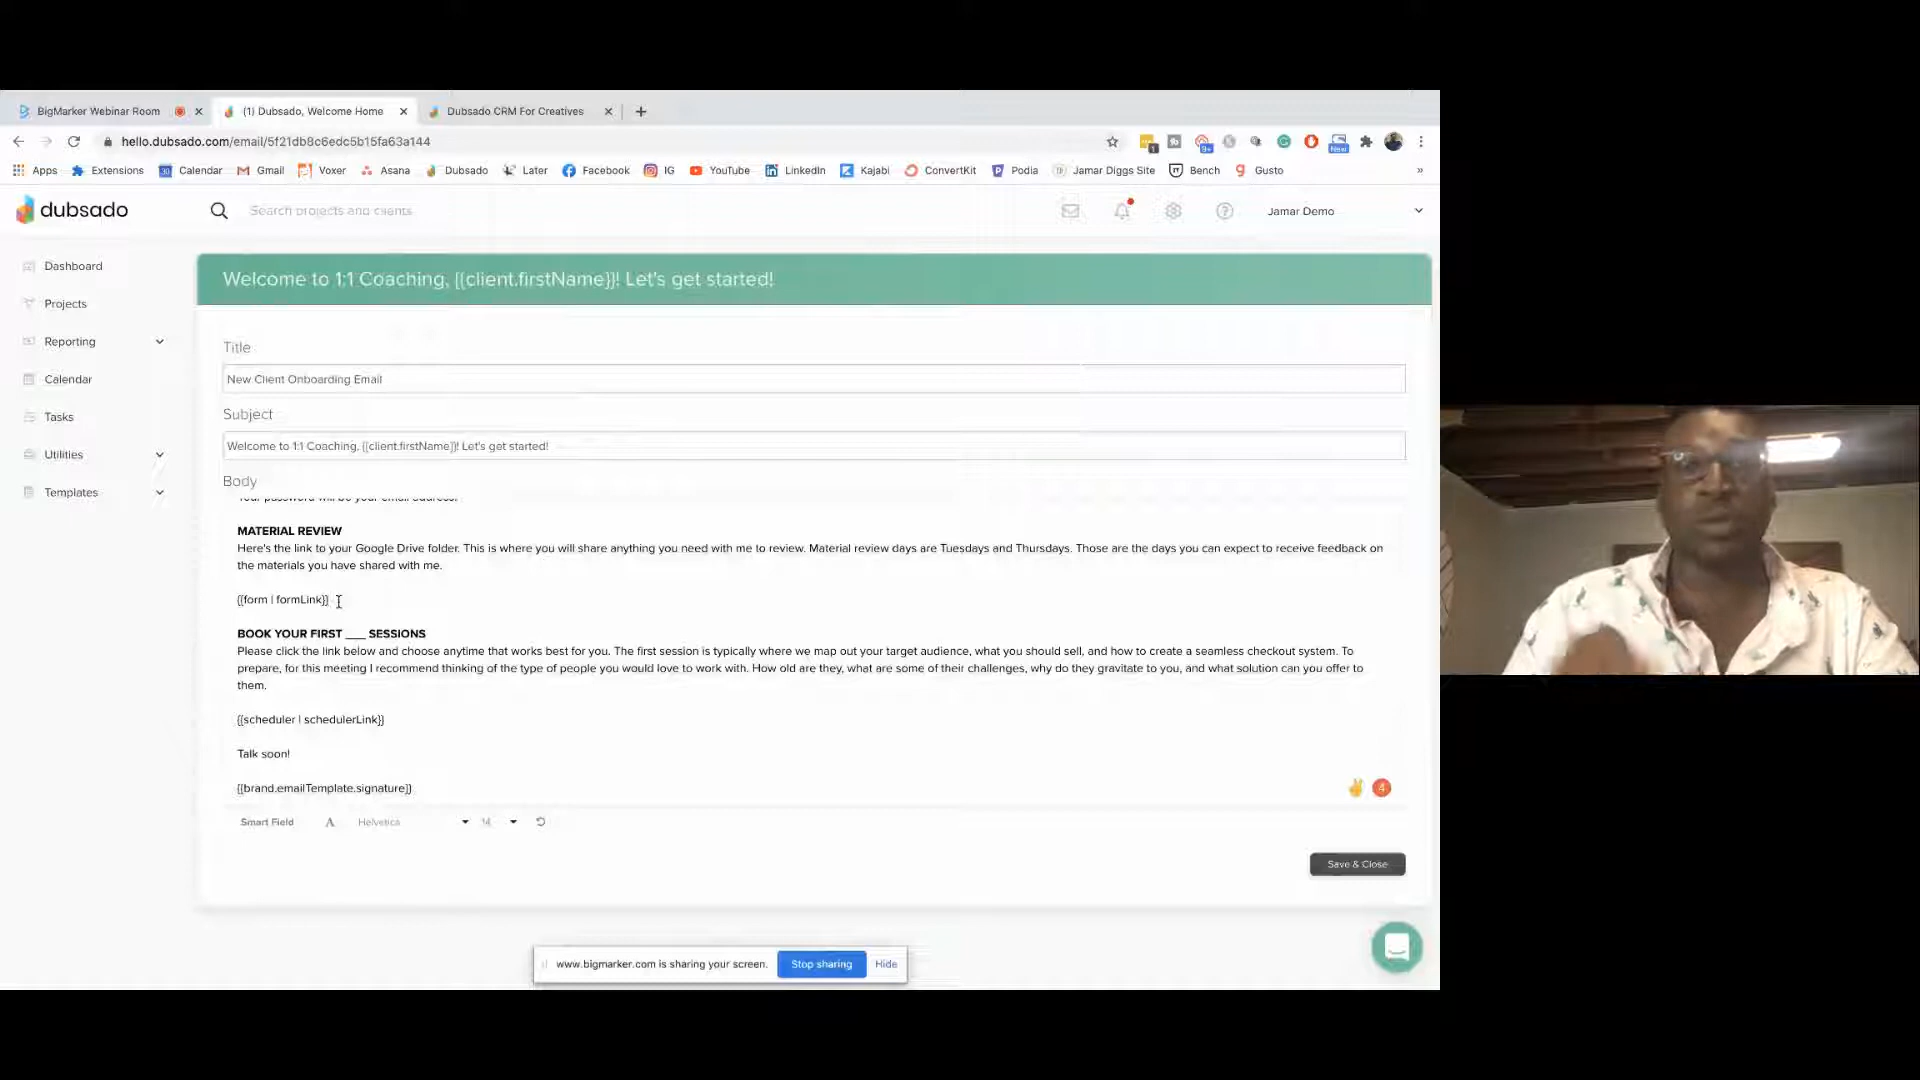 BigMarker Webinar Room
(1) Dubsado, Welcome Home
Dubsado CRM For Creatives
hello.dubsado.com/email/5f21db8c6edc5b15fa63a144
1
9+
New
Apps Extensions Calendar Gmail Voxer Asana Dubsado Later Facebook IG YouTube LinkedIn Kajabi ConvertKit Podia Jamar Diggs Site Bench Gusto »
dubsado
Search projects and clients
Jamar Demo
Dashboard
Projects
Reporting
Calendar
Tasks
Utilities
Templates
Welcome to 1:1 Coaching, {{client.firstName}}! Let's get started!
Title
New Client Onboarding Email
Subject
Welcome to 1:1 Coaching, {{client.firstName}}! Let's get started!
Body
Your password will be your email address.
MATERIAL REVIEW
Here's the link to your Google Drive folder. This is where you will share anything you need with me to review. Material review days are Tuesdays and Thursdays. Those are the days you can expect to receive feedback on
the materials you have shared with me.
{{form | formLink}}
BOOK YOUR FIRST ___ SESSIONS
Please click the link below and choose anytime that works best for you. The first session is typically where we map out your target audience, what you should sell, and how to create a seamless checkout system. To
prepare, for this meeting I recommend thinking of the type of people you would love to work with. How old are they, what are some of their challenges, why do they gravitate to you, and what solution can you offer to
them.
{{scheduler | schedulerLink}}
Talk soon!
{{brand.emailTemplate.signature}}
4
Smart Field A Helvetica 14
Save & Close
www.bigmarker.com is sharing your screen. Stop sharing Hide